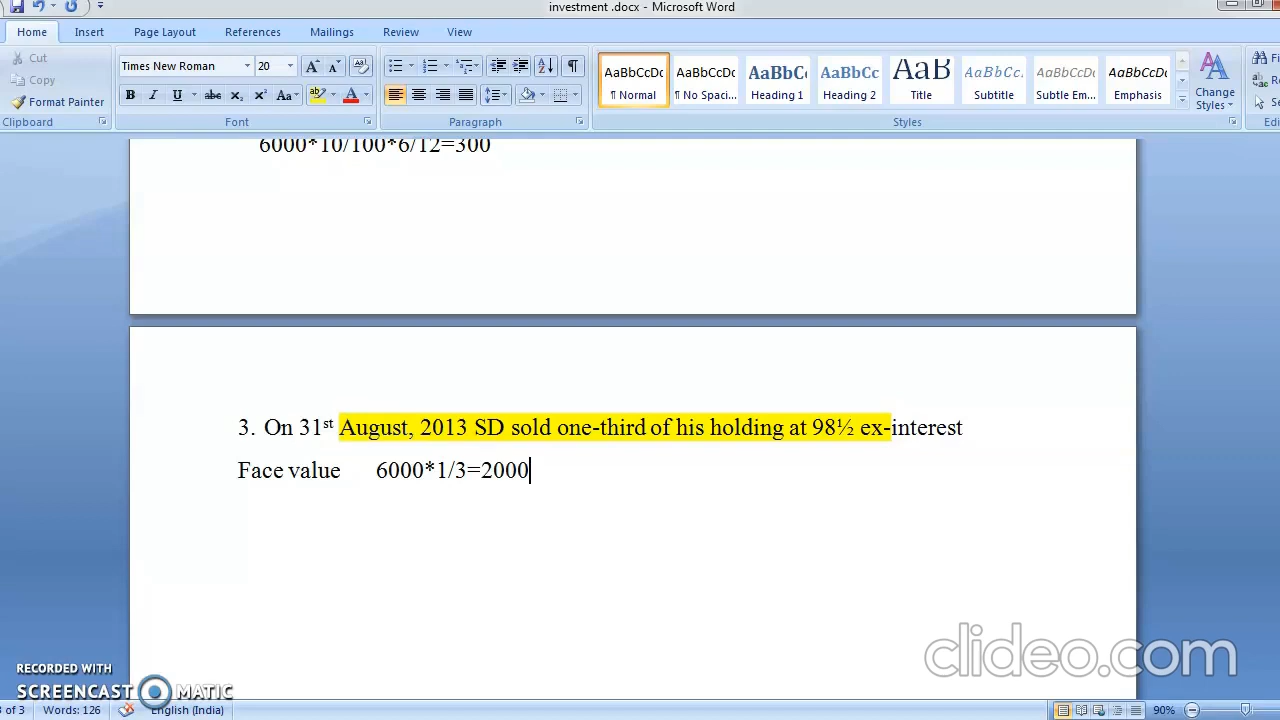 investment .docx - Microsoft Word
Home Insert Page Layout References Mailings Review View
Cut
Copy
Format Painter
Times New Roman 20
AaBbCcDc AaBbCcDc AaBbC AaBbCc AaB AaBbCc. AaBbCcDc AaBbCcDc
¶ Normal ¶ No Spaci... Heading 1 Heading 2 Title Subtitle Subtle Em... Emphasis
Change
Styles
Clipboard Font Paragraph Styles
6000*10/100*6/12=300
3. On 31st August, 2013 SD sold one-third of his holding at 98½ ex-interest
Face value 6000*1/3=2000
clideo.com
RECORDED WITH
SCREENCAST MATIC
of 3 Words: 126 English (India) 90%